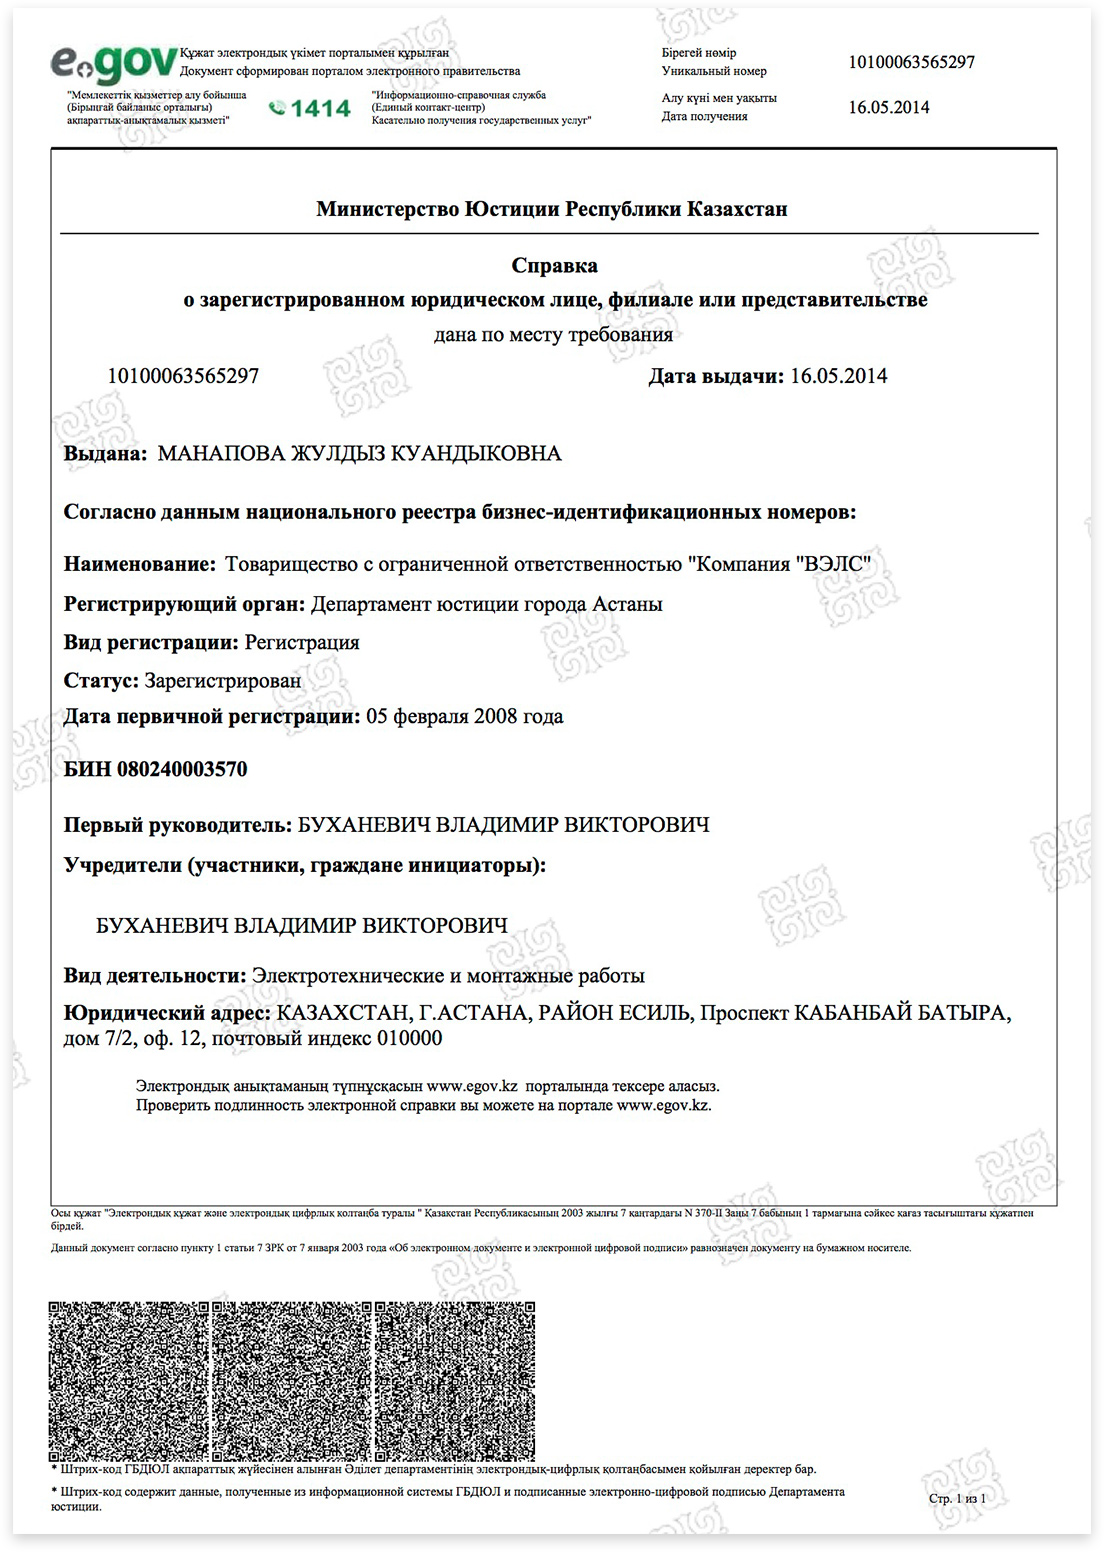 e.gov
Құжат электрондық үкімет порталымен құрылған
Документ сформирован порталом электронного правительства
Бірегей нөмір
Уникальный номер
10100063565297
"Мемлекеттік қызметтер алу бойынша
(Бірыңғай байланыс орталығы)
ақпараттық-анықтамалық қызметі"
1414
"Информационно-справочная служба
(Единый контакт-центр)
Касательно получения государственных услуг"
Алу күні мен уақыты
Дата получения
16.05.2014
Министерство Юстиции Республики Казахстан
Справка
о зарегистрированном юридическом лице, филиале или представительстве
дана по месту требования
10100063565297
Дата выдачи: 16.05.2014
Выдана: МАНАПОВА ЖУЛДЫЗ КУАНДЫКОВНА
Согласно данным национального реестра бизнес-идентификационных номеров:
Наименование: Товарищество с ограниченной ответственностью "Компания "ВЭЛС"
Регистрирующий орган: Департамент юстиции города Астаны
Вид регистрации: Регистрация
Статус: Зарегистрирован
Дата первичной регистрации: 05 февраля 2008 года
БИН 080240003570
Первый руководитель: БУХАНЕВИЧ ВЛАДИМИР ВИКТОРОВИЧ
Учредители (участники, граждане инициаторы):
БУХАНЕВИЧ ВЛАДИМИР ВИКТОРОВИЧ
Вид деятельности: Электротехнические и монтажные работы
Юридический адрес: КАЗАХСТАН, Г.АСТАНА, РАЙОН ЕСИЛЬ, Проспект КАБАНБАЙ БАТЫРА,
дом 7/2, оф. 12, почтовый индекс 010000
Электрондық анықтаманың түпнұсқасын www.egov.kz порталында тексере аласыз.
Проверить подлинность электронной справки вы можете на портале www.egov.kz.
Осы құжат "Электрондық құжат және электрондық цифрлық колтаңба туралы " Қазақстан Республикасының 2003 жылғы 7 қаңтардағы N 370-II Заңы 7 бабының 1 тармағына сәйкес қағаз тасығыштағы құжатпен
бірдей.
Данный документ согласно пункту 1 статьи 7 ЗРК от 7 января 2003 года «Об электронном документе и электронной цифровой подписи» равнозначен документу на бумажном носителе.
* Штрих-код ГБДЮЛ ақпараттық жүйесінен алынған Әділет департаментінің электрондық-цифрлық қолтаңбасымен қойылған деректер бар.
* Штрих-код содержит данные, полученные из информационной системы ГБДЮЛ и подписанные электронно-цифровой подписью Департамента
юстиции.
Стр. 1 из 1